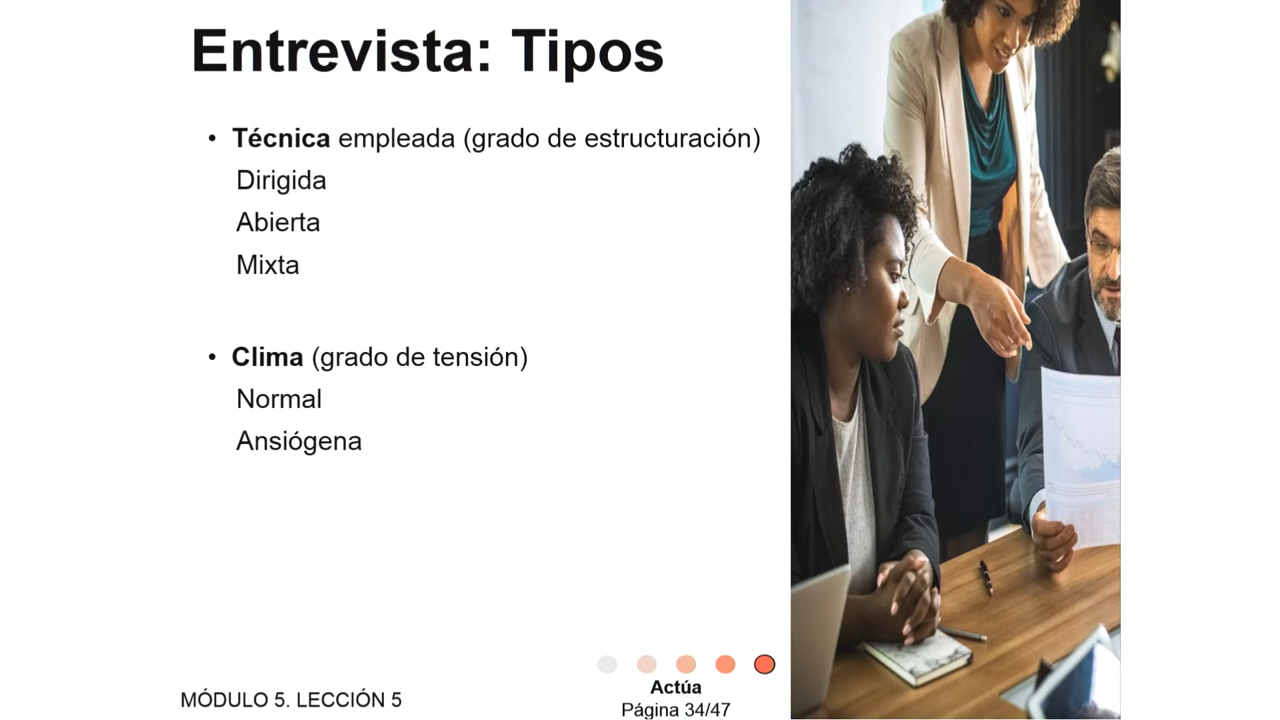 Entrevista: Tipos
• Técnica empleada (grado de estructuración)
Dirigida
Abierta
Mixta
• Clima (grado de tensión)
Normal
Ansiógena
Actúa
MÓDULO 5. LECCIÓN 5
Página 34/47